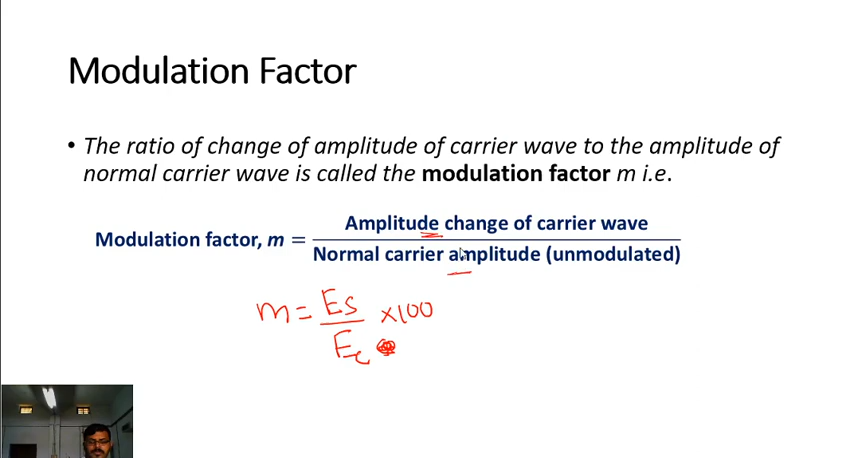 Modulation Factor
• The ratio of change of amplitude of carrier wave to the amplitude of
normal carrier wave is called the modulation factor m i.e.
Modulation factor, m = Amplitude change of carrier wave / Normal carrier amplitude (unmodulated)
m = Es / Ec ×100